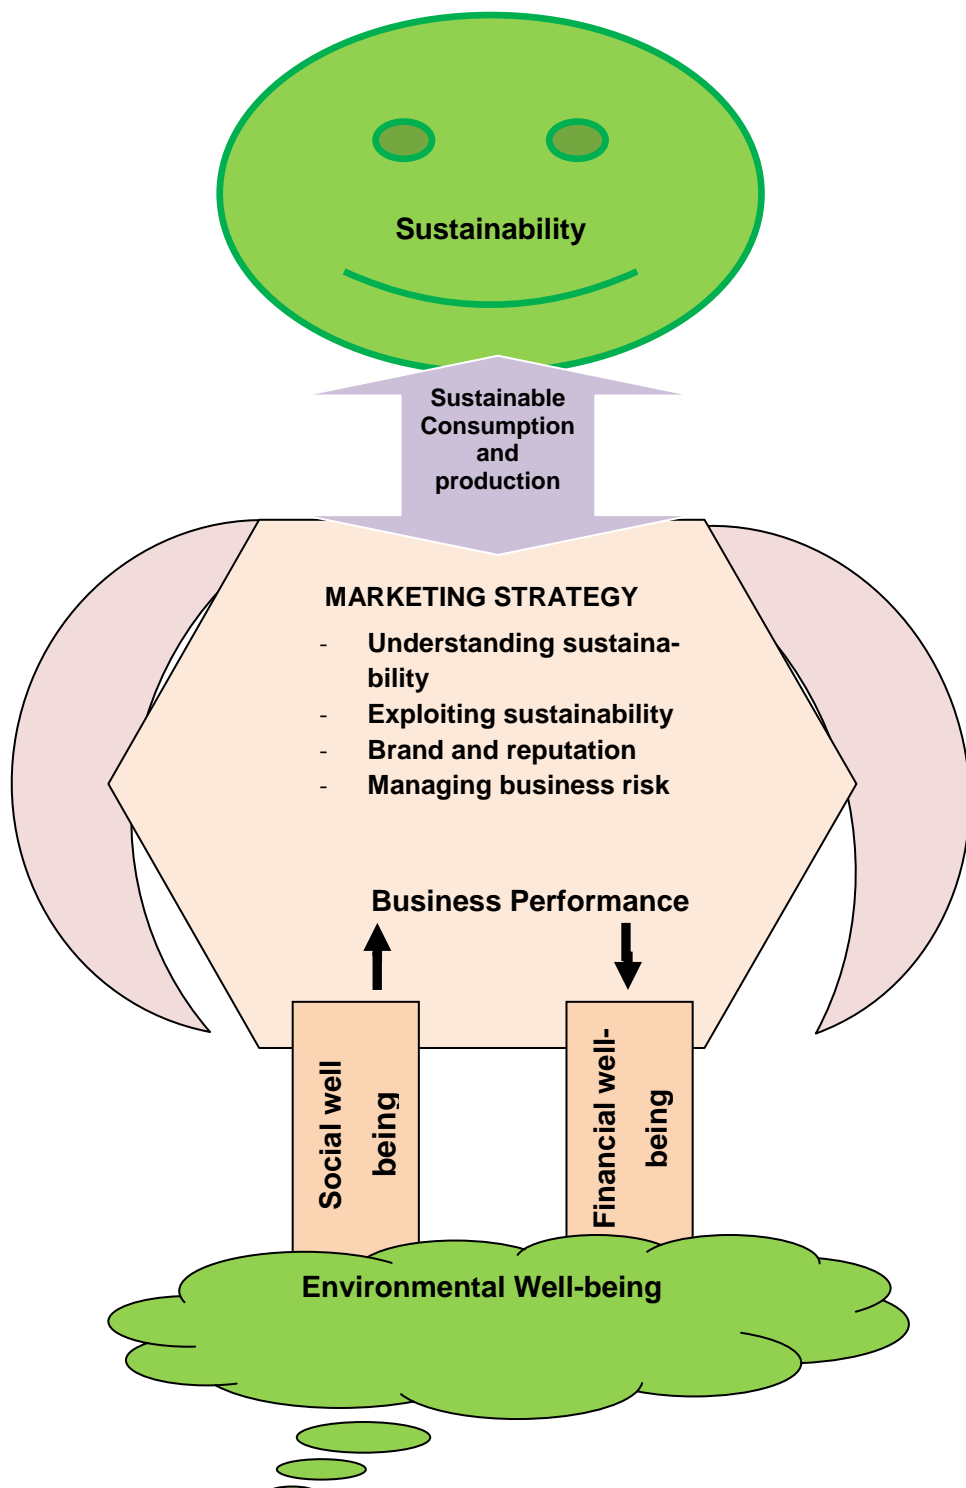 Sustainability
Sustainable
Consumption
and
production
MARKETING STRATEGY
- Understanding sustaina-
bility
- Exploiting sustainability
- Brand and reputation
- Managing business risk
Business Performance
Social well
being
Financial well-
being
Environmental Well-being